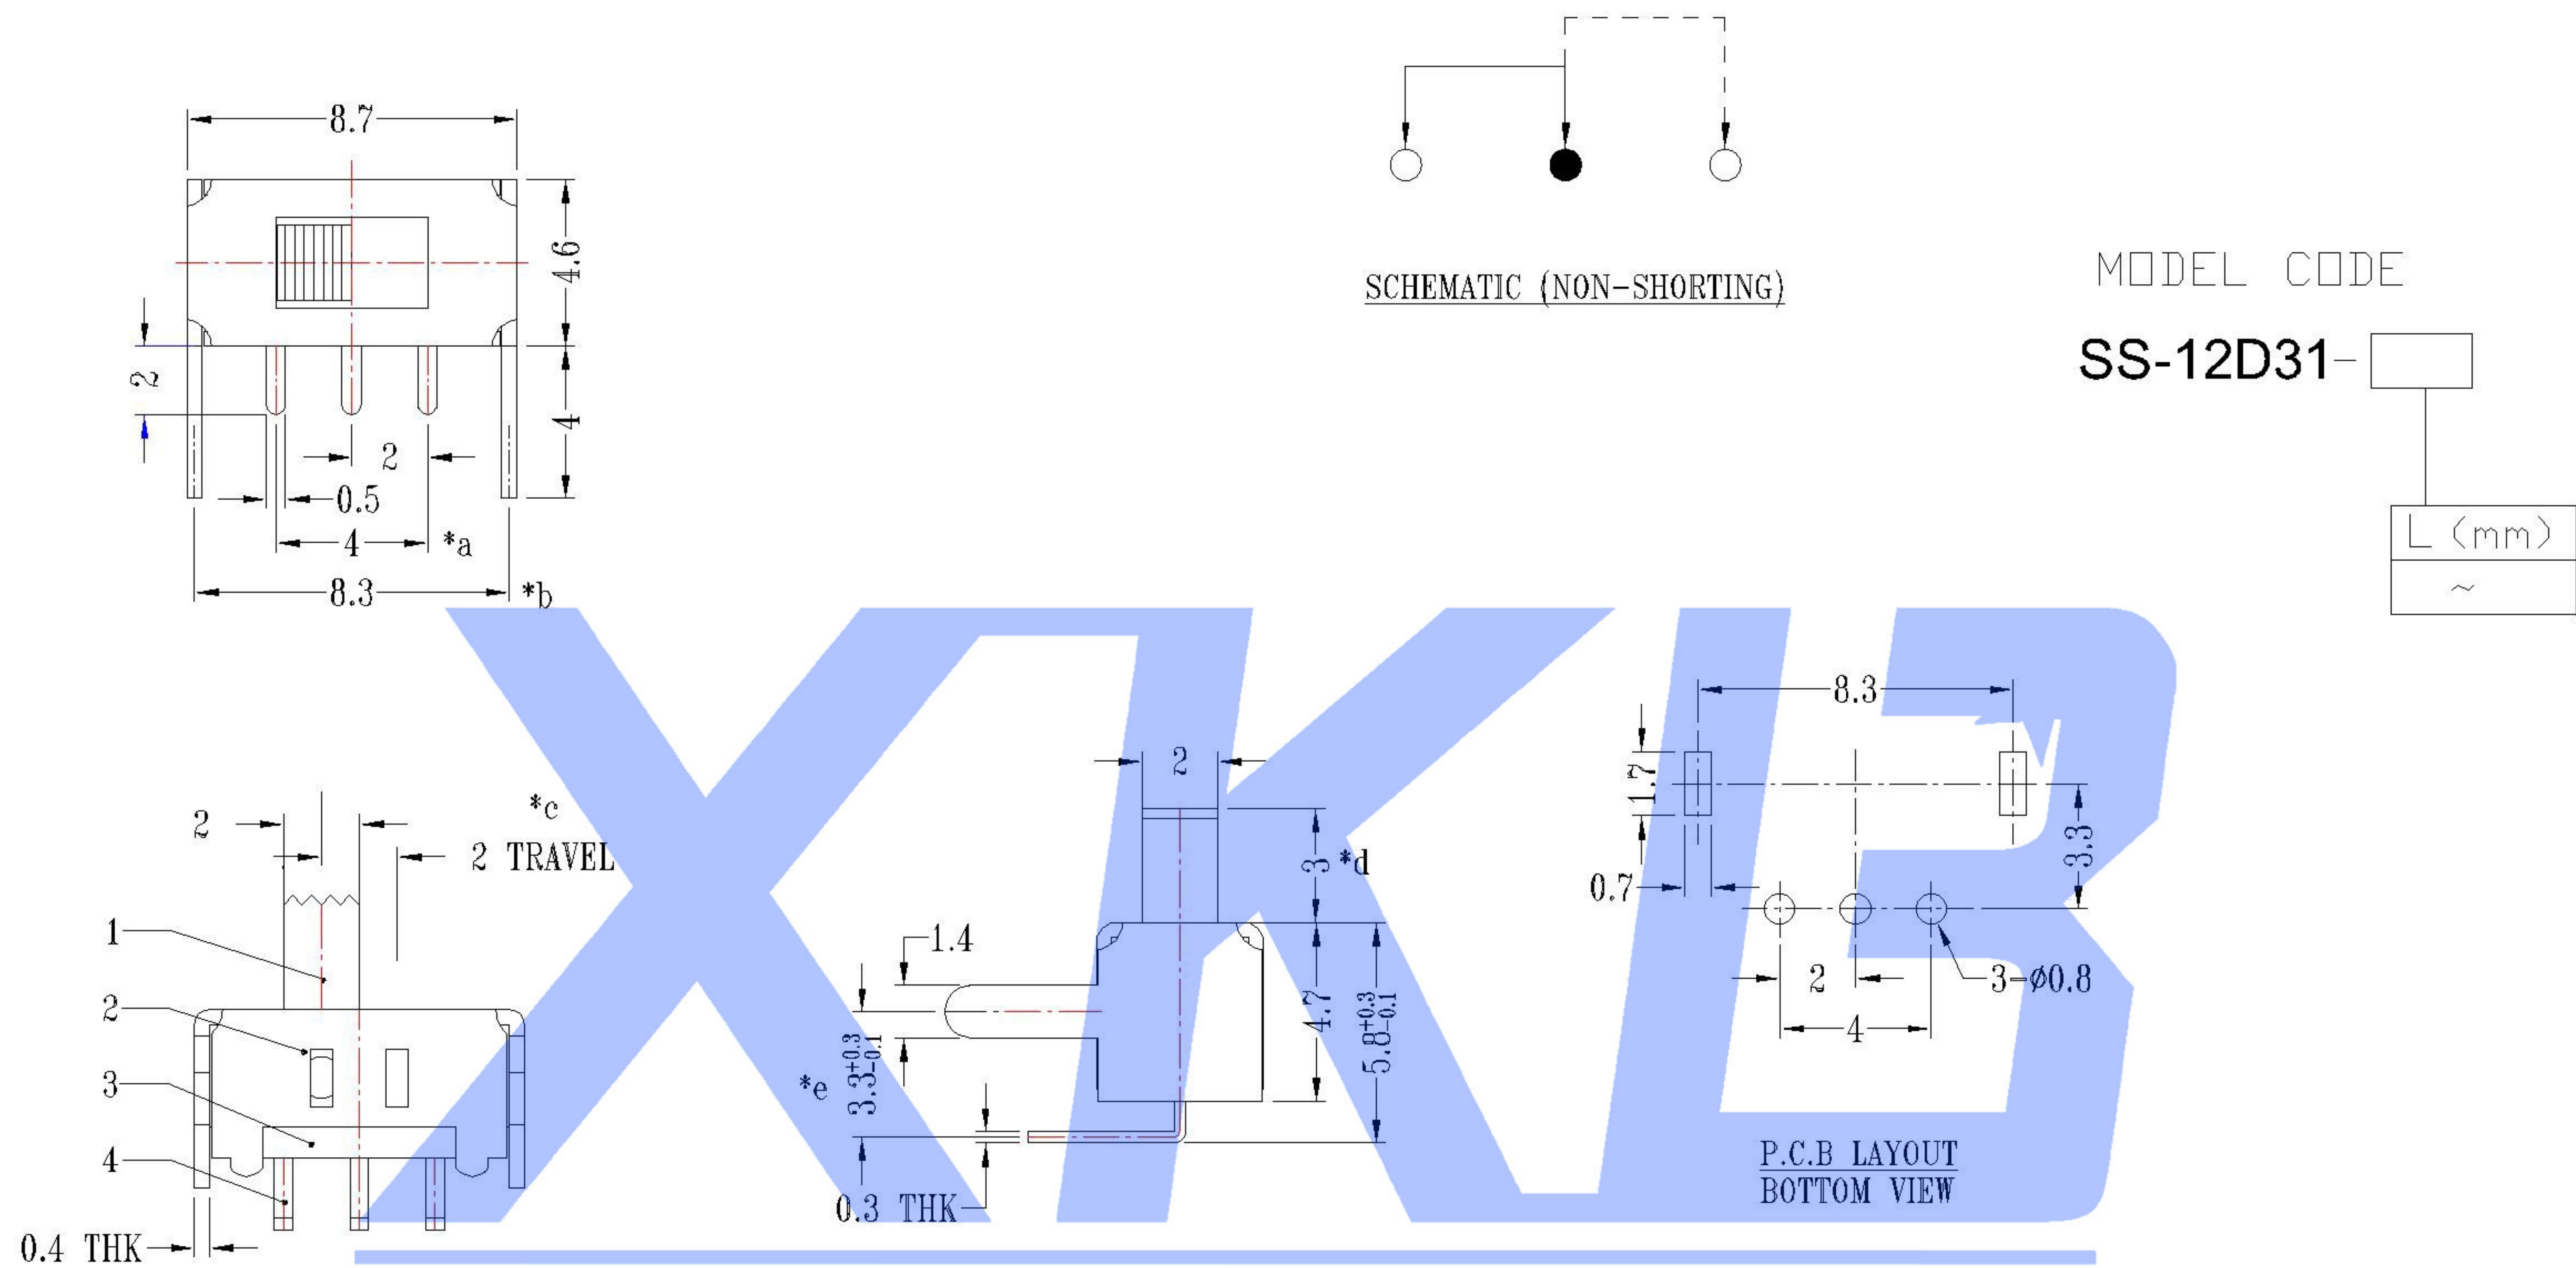 8.7
4.6
2
4
2
0.5
4 *a
8.3 *b
SCHEMATIC (NON-SHORTING)
MODEL CODE
SS-12D31-
L (mm)
~
2
*c
2 TRAVEL
1
2
3
4
0.4 THK
2
3 *d
1.4
4.7
5.8+0.3-0.1
*e 3.3+0.3-0.1
0.3 THK
8.3
1.7
3.3
0.7
2
3-ø0.8
4
P.C.B LAYOUT
BOTTOM VIEW
XKB